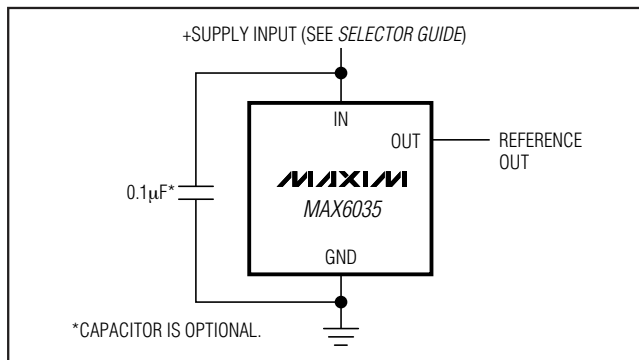 +SUPPLY INPUT (SEE SELECTOR GUIDE)
IN
OUT
REFERENCE
OUT
MAXIM
MAX6035
0.1μF*
GND
*CAPACITOR IS OPTIONAL.